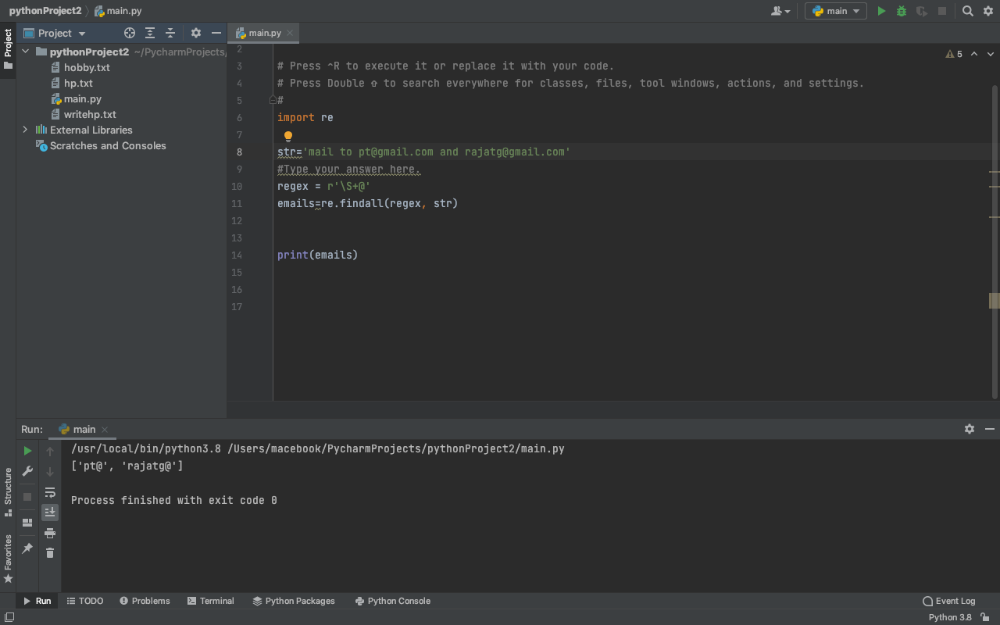 pythonProject2 main.py main
Project main.py
Project
pythonProject2 ~/PycharmProjects/
hobby.txt
hp.txt
main.py
writehp.txt
External Libraries
Scratches and Consoles
5
2
3 # Press ⌃R to execute it or replace it with your code.
4 # Press Double ⇧ to search everywhere for classes, files, tool windows, actions, and settings.
5 #
6 import re
7
8 str='mail to pt@gmail.com and rajatg@gmail.com'
9 #Type your answer here.
10 regex = r'\S+@'
11 emails=re.findall(regex, str)
12
13
14 print(emails)
15
16
17
Run: main
/usr/local/bin/python3.8 /Users/macebook/PycharmProjects/pythonProject2/main.py
['pt@', 'rajatg@']
Process finished with exit code 0
Structure
Favorites
Run TODO Problems Terminal Python Packages Python Console Event Log
Python 3.8